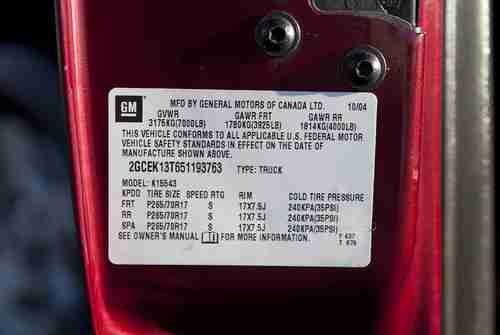 GM MFD BY GENERAL MOTORS OF CANADA LTD. 10/04
GVWR GAWR FRT GAWR RR
3175KG(7000LB) 1780KG(3925LB) 1814KG(4000LB)
THIS VEHICLE CONFORMS TO ALL APPLICABLE U.S. FEDERAL MOTOR
VEHICLE SAFETY STANDARDS IN EFFECT ON THE DATE OF
MANUFACTURE SHOWN ABOVE.
2GCEK13T651193763 TYPE: TRUCK
MODEL: K15543
KPDO TIRE SIZE SPEED RTG RIM COLD TIRE PRESSURE
FRT P265/70R17 S 17X7.5J 240KPA(35PSI)
RR P265/70R17 S 17X7.5J 240KPA(35PSI)
SPA P265/70R17 S 17X7.5J 240KPA(35PSI)
SEE OWNER'S MANUAL FOR MORE INFORMATION.